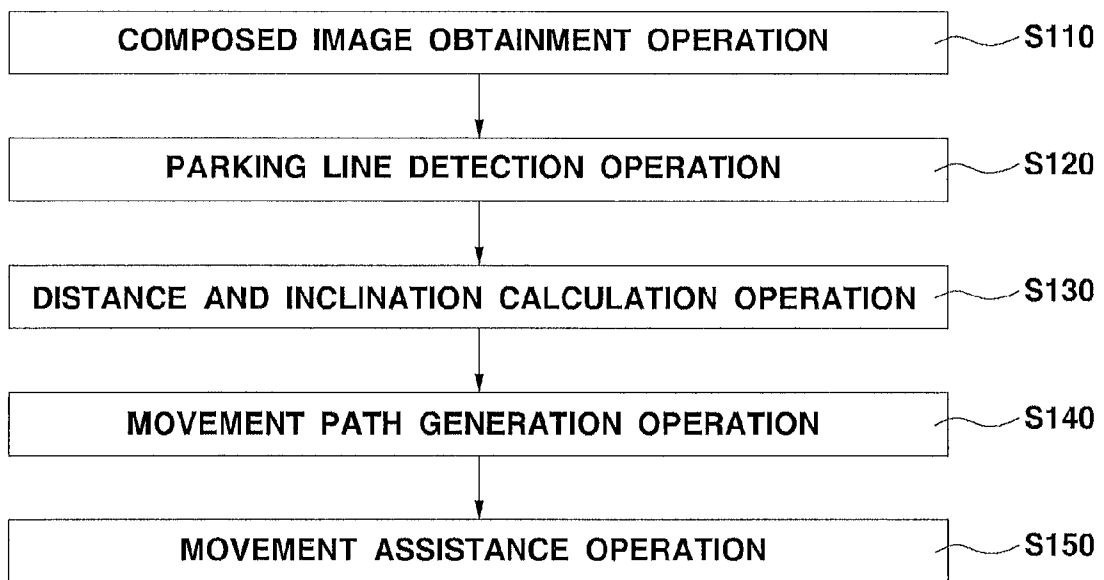 COMPOSED IMAGE OBTAINMENT OPERATION S110
PARKING LINE DETECTION OPERATION S120
DISTANCE AND INCLINATION CALCULATION OPERATION S130
MOVEMENT PATH GENERATION OPERATION S140
MOVEMENT ASSISTANCE OPERATION S150